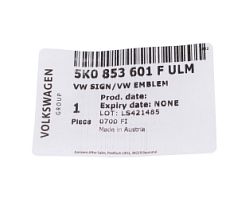 VOLKSWAGEN
GROUP
5K0 853 601 F ULM
VW SIGN/VW EMBLEM
Prod. date:
1 Expiry date: NONE
LOT: LS421485
Piece 0700 FI
Made in Austria